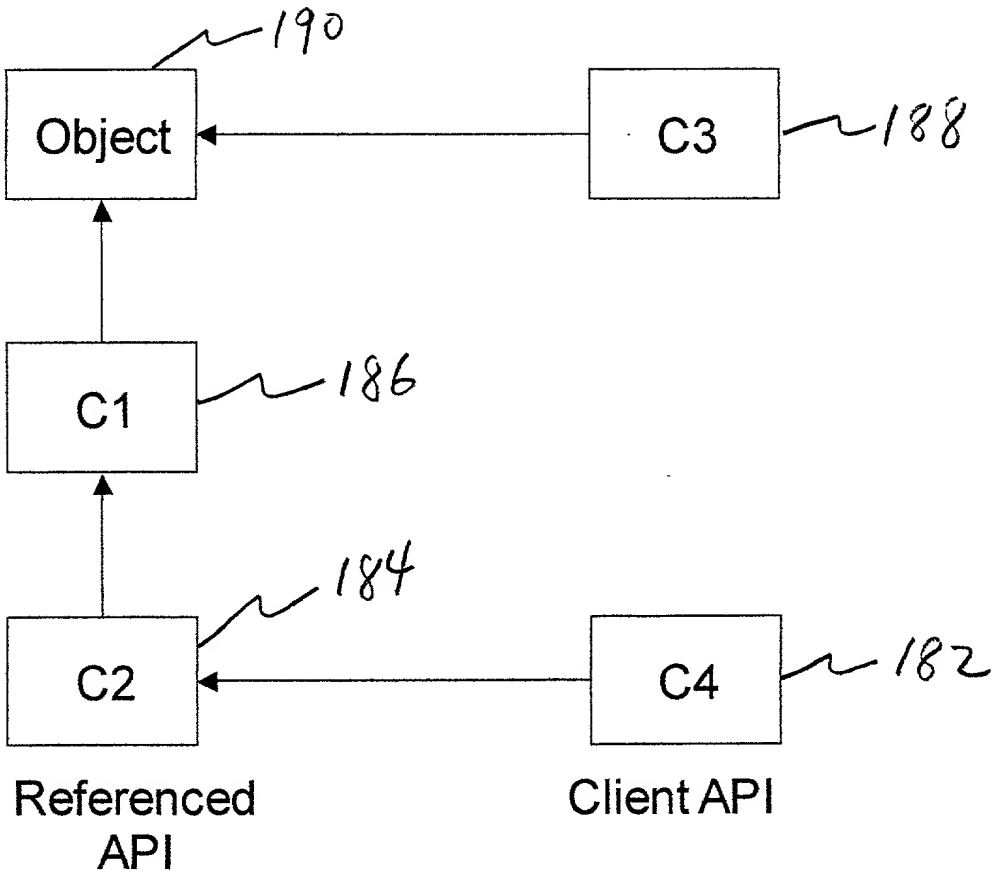 190
Object
C3
188
C1
186
184
C2
C4
182
Referenced
API
Client API